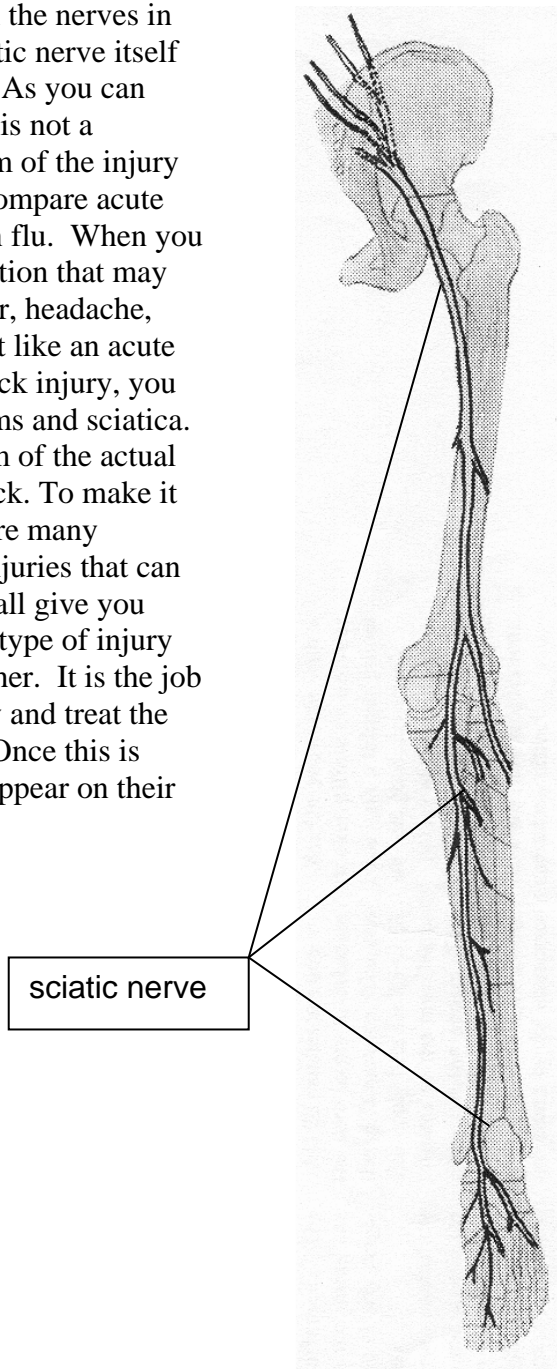 the nerves in
tic nerve itself
As you can
is not a
m of the injury
ompare acute
n flu. When you
tion that may
r, headache,
t like an acute
ck injury, you
ms and sciatica.
n of the actual
ck. To make it
re many
juries that can
all give you
type of injury
her. It is the job
y and treat the
Once this is
ppear on their
sciatic nerve